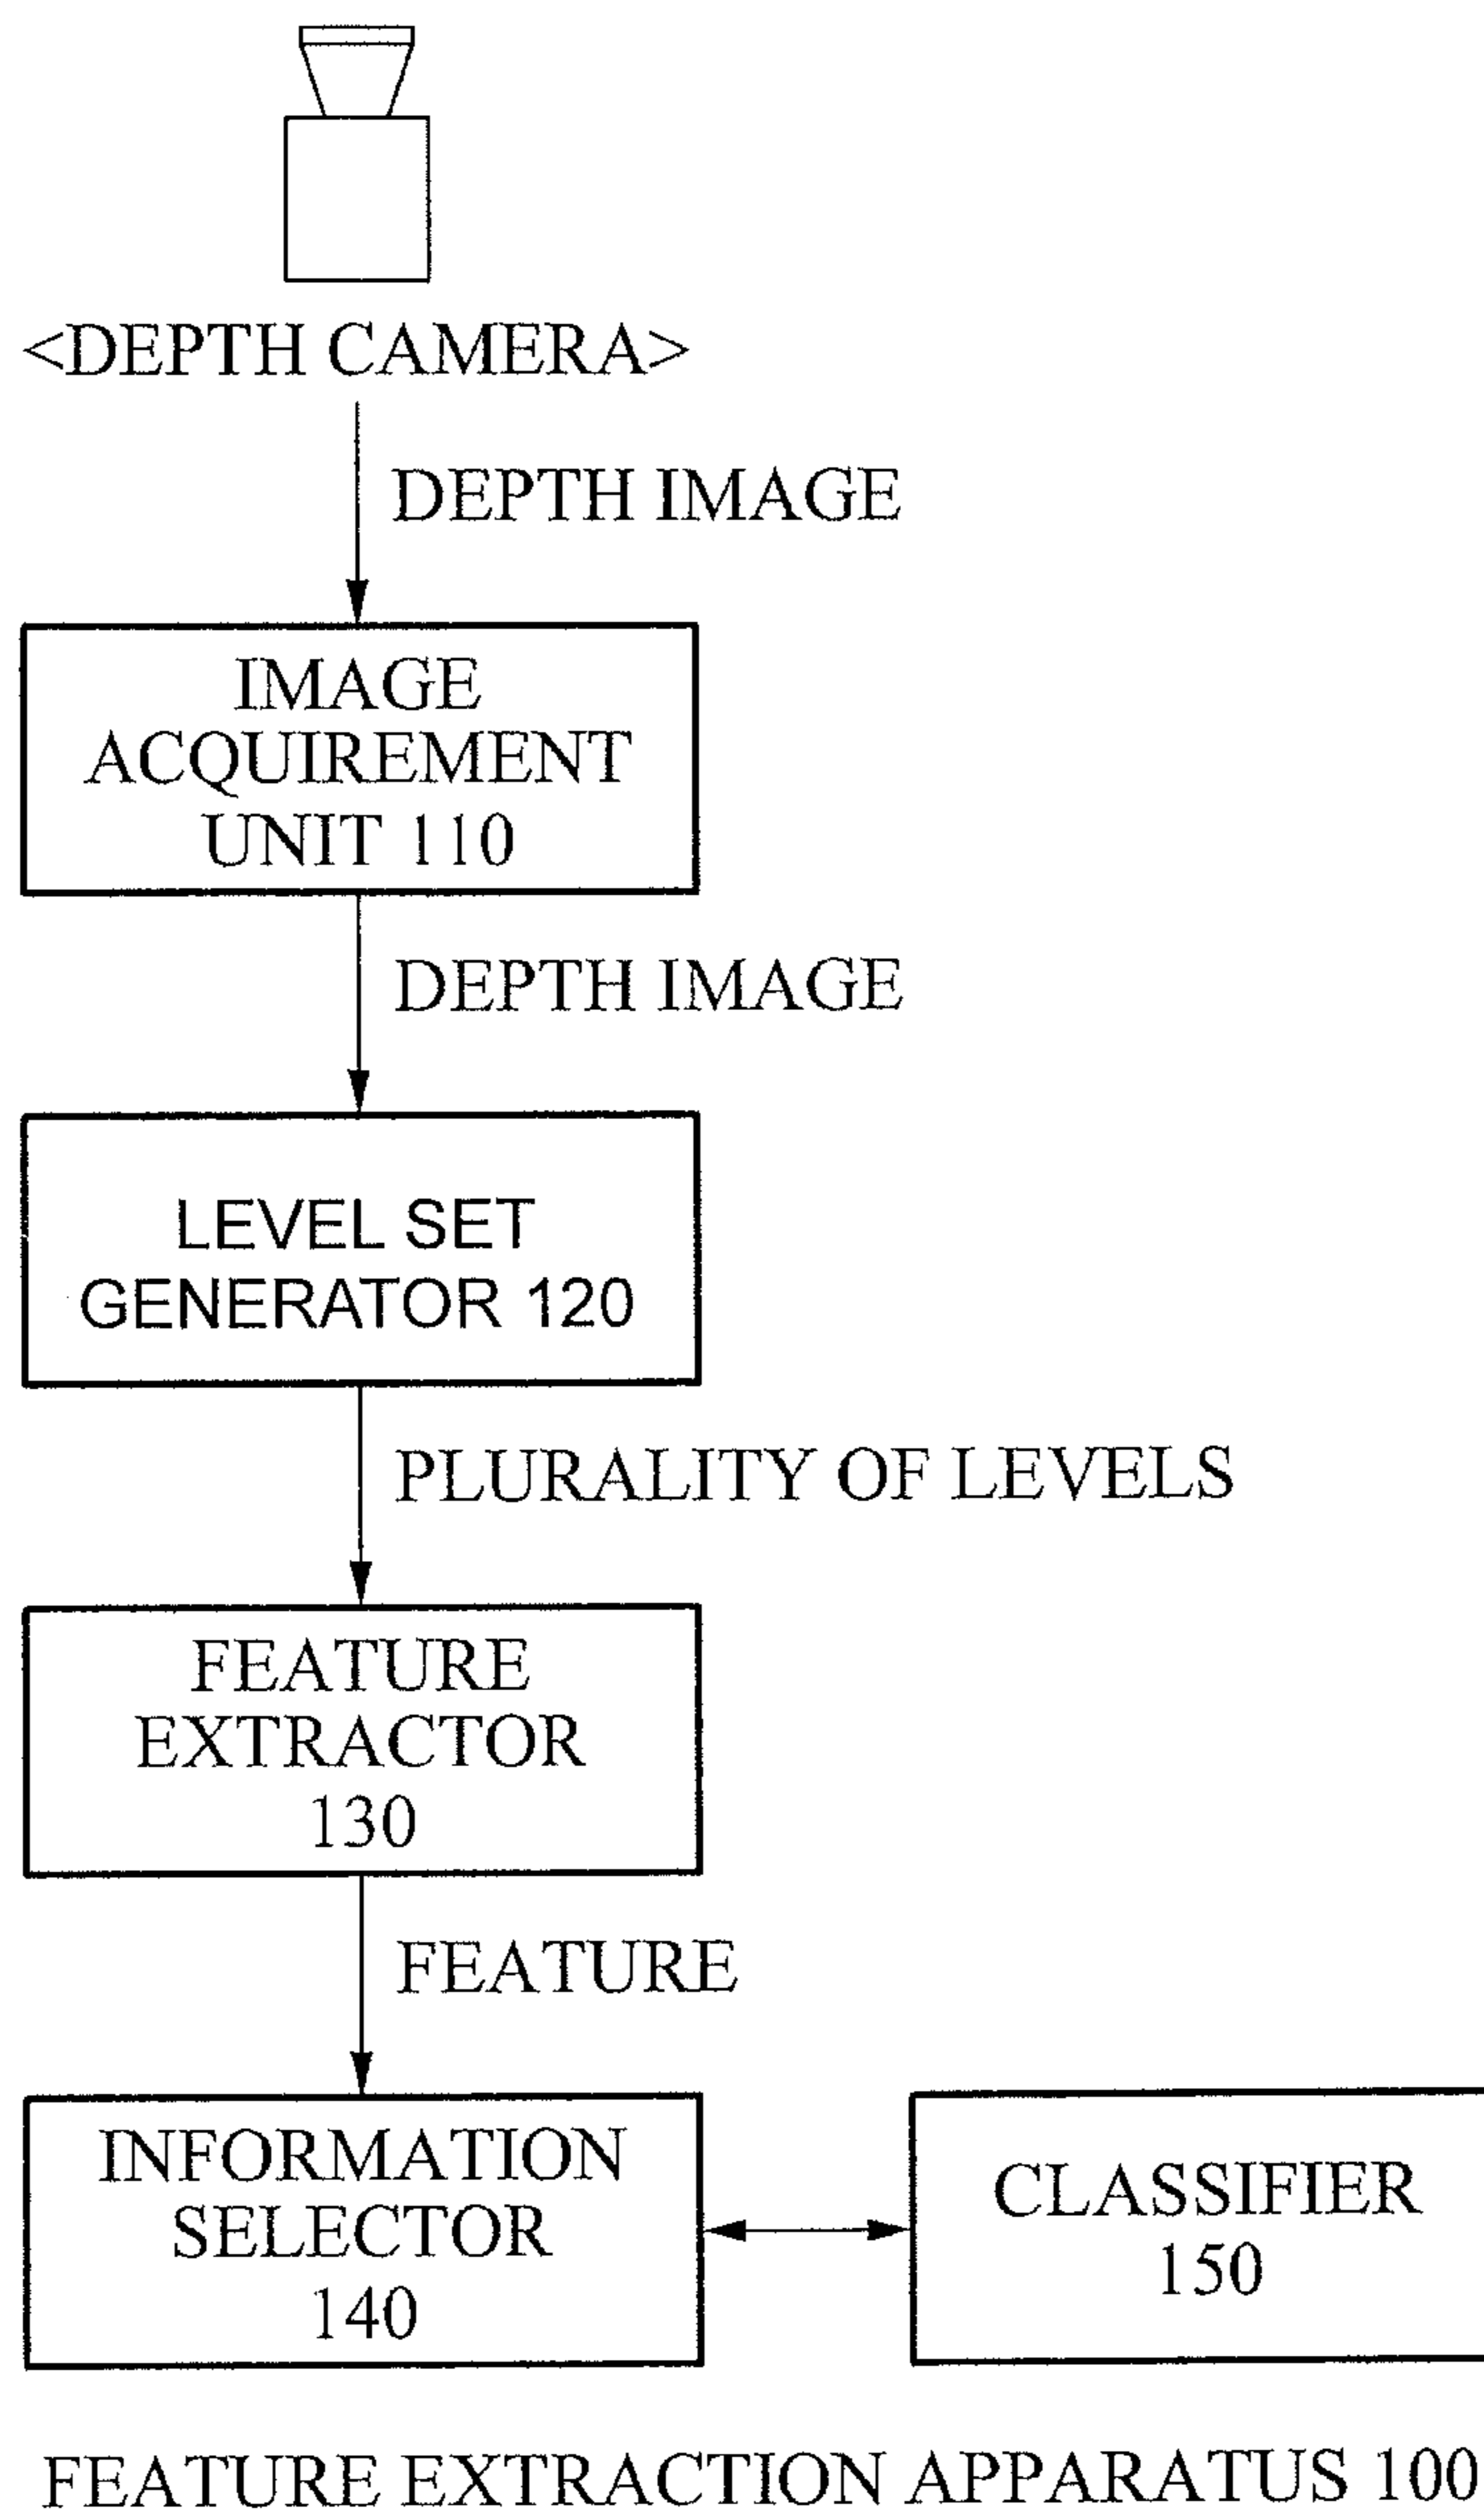 <DEPTH CAMERA>
DEPTH IMAGE
IMAGE
ACQUIREMENT
UNIT 110
DEPTH IMAGE
LEVEL SET
GENERATOR 120
PLURALITY OF LEVELS
FEATURE
EXTRACTOR
130
FEATURE
INFORMATION
SELECTOR
140
CLASSIFIER
150
FEATURE EXTRACTION APPARATUS 100